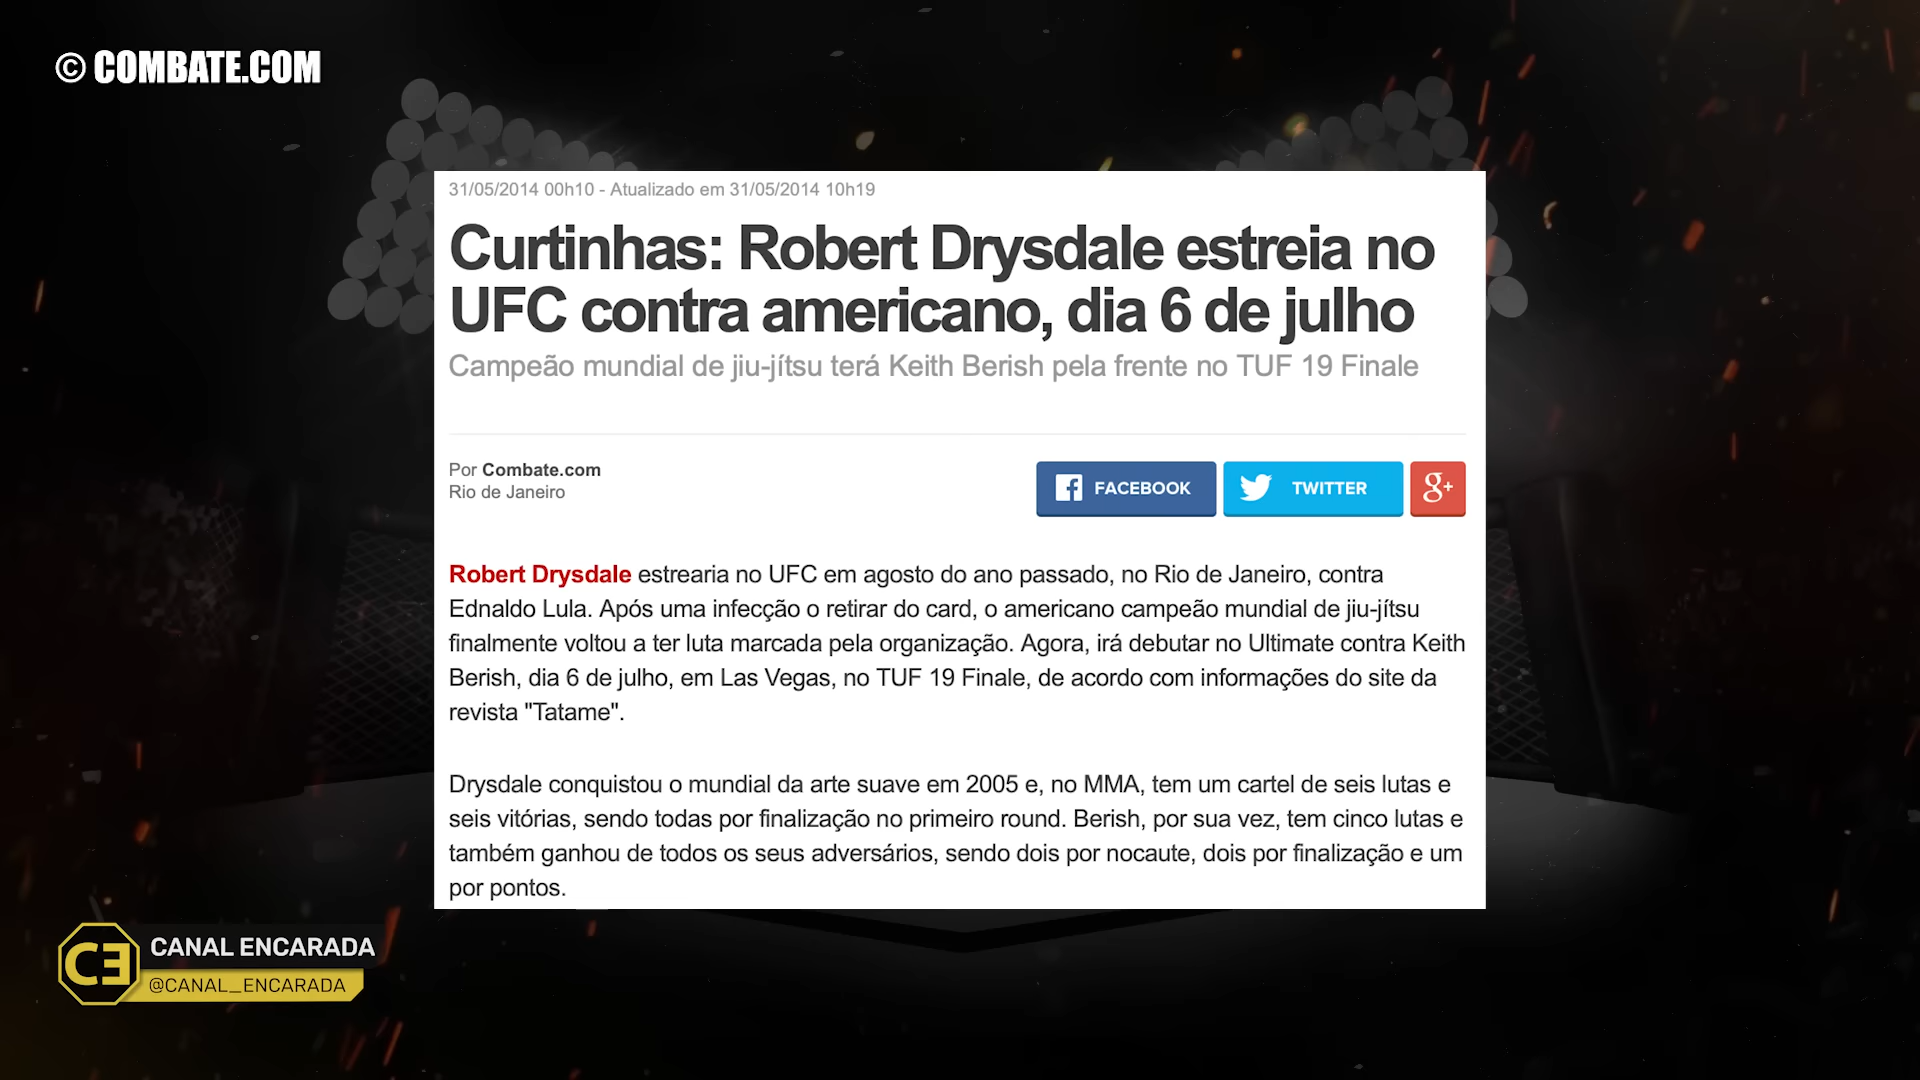 © COMBATE.COM
31/05/2014 00h10 - Atualizado em 31/05/2014 10h19
Curtinhas: Robert Drysdale estreia no
UFC contra americano, dia 6 de julho
Campeão mundial de jiu-jítsu terá Keith Berish pela frente no TUF 19 Finale
Por Combate.com
Rio de Janeiro
FACEBOOK
TWITTER
g+
Robert Drysdale estrearia no UFC em agosto do ano passado, no Rio de Janeiro, contra
Ednaldo Lula. Após uma infecção o retirar do card, o americano campeão mundial de jiu-jítsu
finalmente voltou a ter luta marcada pela organização. Agora, irá debutar no Ultimate contra Keith
Berish, dia 6 de julho, em Las Vegas, no TUF 19 Finale, de acordo com informações do site da
revista "Tatame".
Drysdale conquistou o mundial da arte suave em 2005 e, no MMA, tem um cartel de seis lutas e
seis vitórias, sendo todas por finalização no primeiro round. Berish, por sua vez, tem cinco lutas e
também ganhou de todos os seus adversários, sendo dois por nocaute, dois por finalização e um
por pontos.
CE
CANAL ENCARADA
@CANAL_ENCARADA